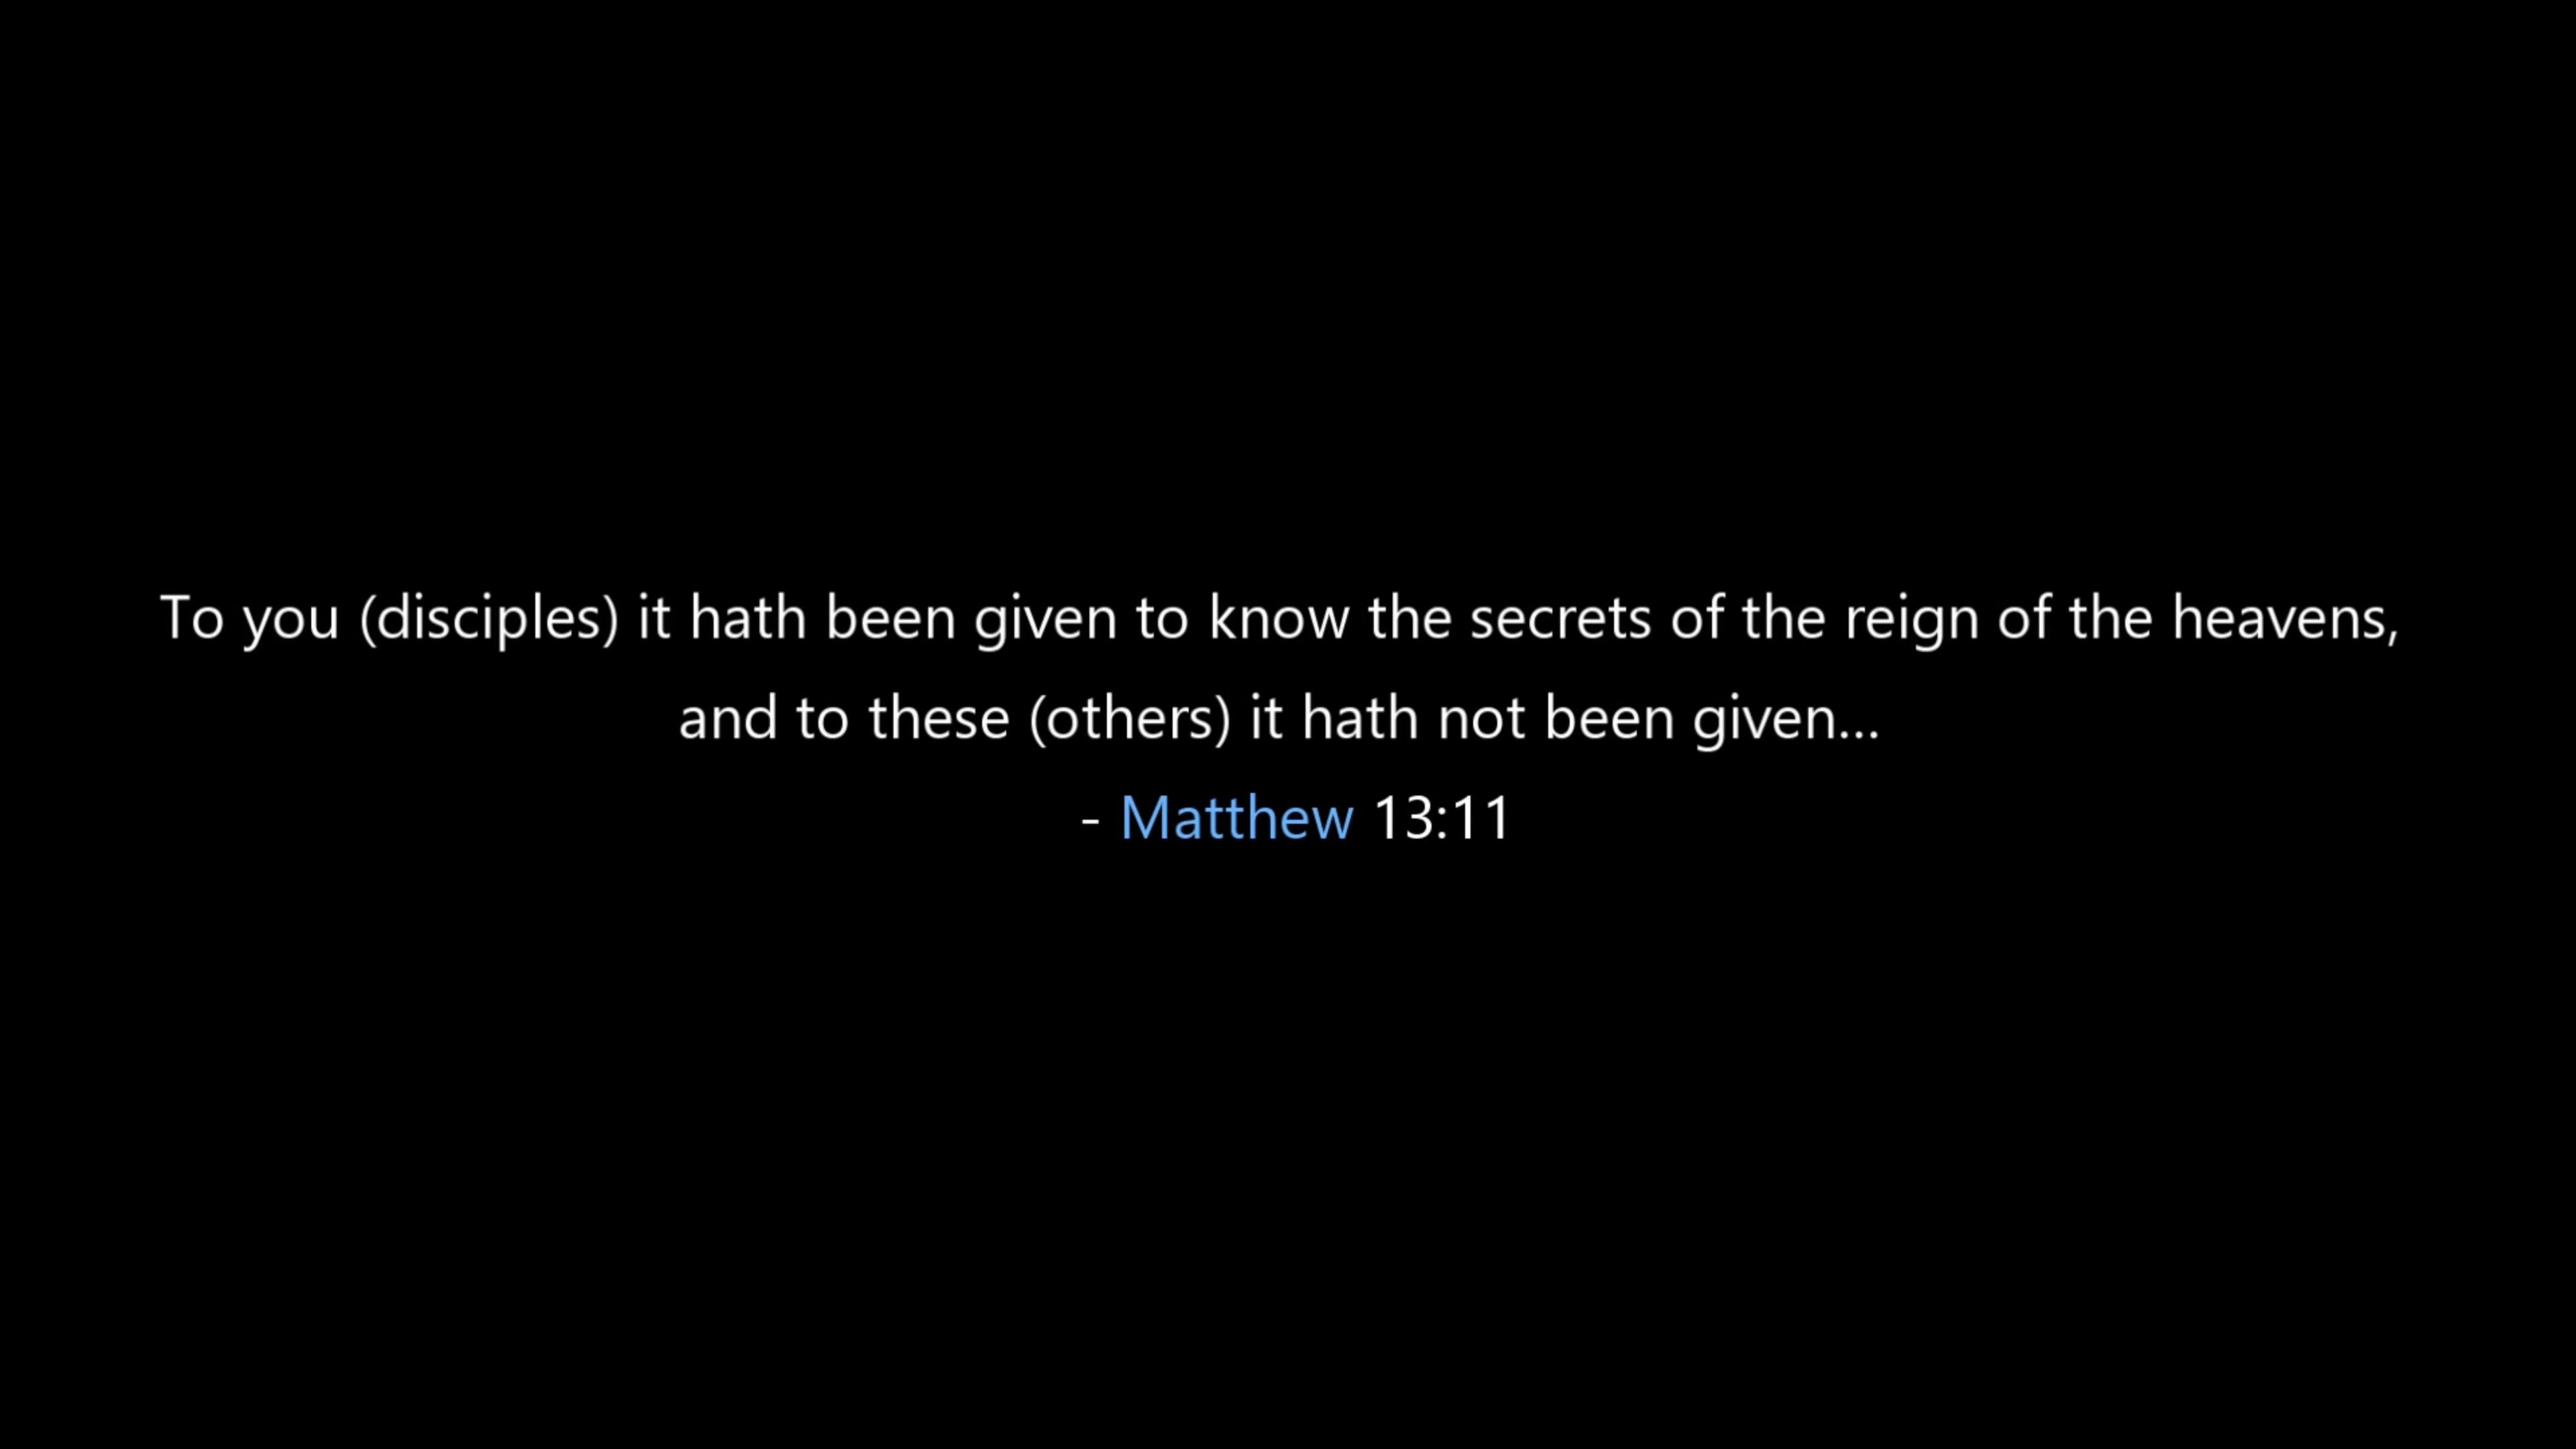 To you (disciples) it hath been given to know the secrets of the reign of the heavens,
and to these (others) it hath not been given...
- Matthew 13:11